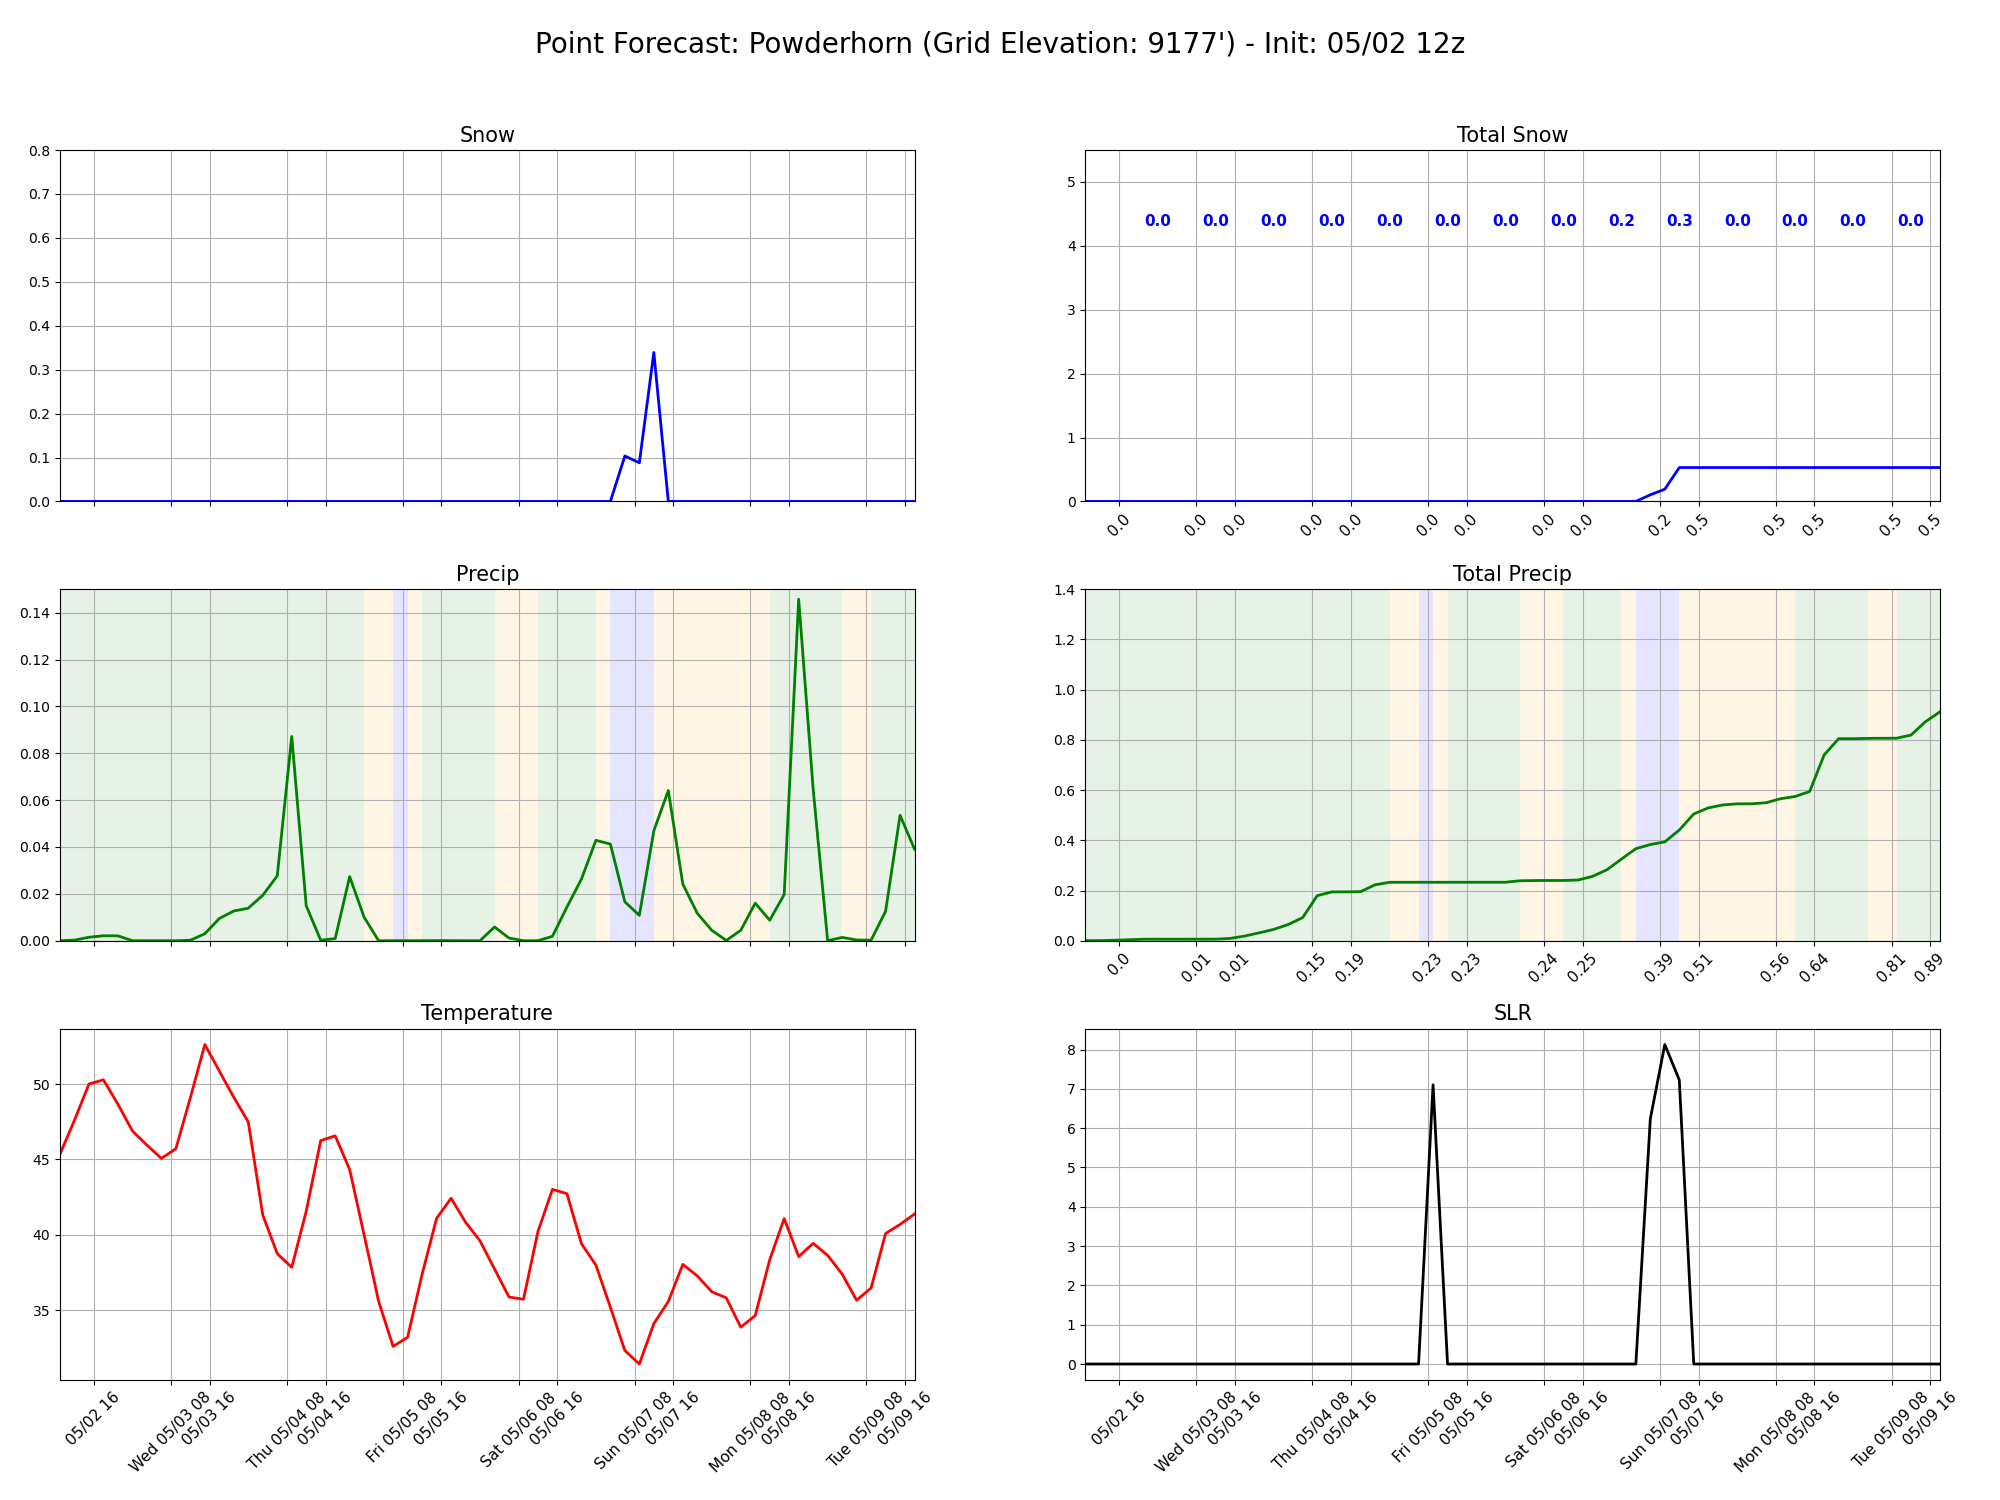 Point Forecast: Powderhorn (Grid Elevation: 9177') - Init: 05/02 12z
Snow
0.8
0.7
0.6
0.5
0.4
0.3
0.2
0.1
0.0
Total Snow
5
4
3
2
1
0
0.0 0.0 0.0 0.0 0.0 0.0 0.0 0.0 0.2 0.3 0.0 0.0 0.0 0.0
0.0 0.0 0.0 0.0 0.0 0.0 0.0 0.0 0.0 0.2 0.5 0.5 0.5 0.5 0.5
Precip
0.14
0.12
0.10
0.08
0.06
0.04
0.02
0.00
Total Precip
1.4
1.2
1.0
0.8
0.6
0.4
0.2
0.0
0.0 0.01 0.01 0.15 0.19 0.23 0.23 0.24 0.25 0.39 0.51 0.56 0.64 0.81 0.89
Temperature
50
45
40
35
05/02 16
Wed 05/03 08
05/03 16
Thu 05/04 08
05/04 16
Fri 05/05 08
05/05 16
Sat 05/06 08
05/06 16
Sun 05/07 08
05/07 16
Mon 05/08 08
05/08 16
Tue 05/09 08
05/09 16
SLR
8
7
6
5
4
3
2
1
0
05/02 16
Wed 05/03 08
05/03 16
Thu 05/04 08
05/04 16
Fri 05/05 08
05/05 16
Sat 05/06 08
05/06 16
Sun 05/07 08
05/07 16
Mon 05/08 08
05/08 16
Tue 05/09 08
05/09 16